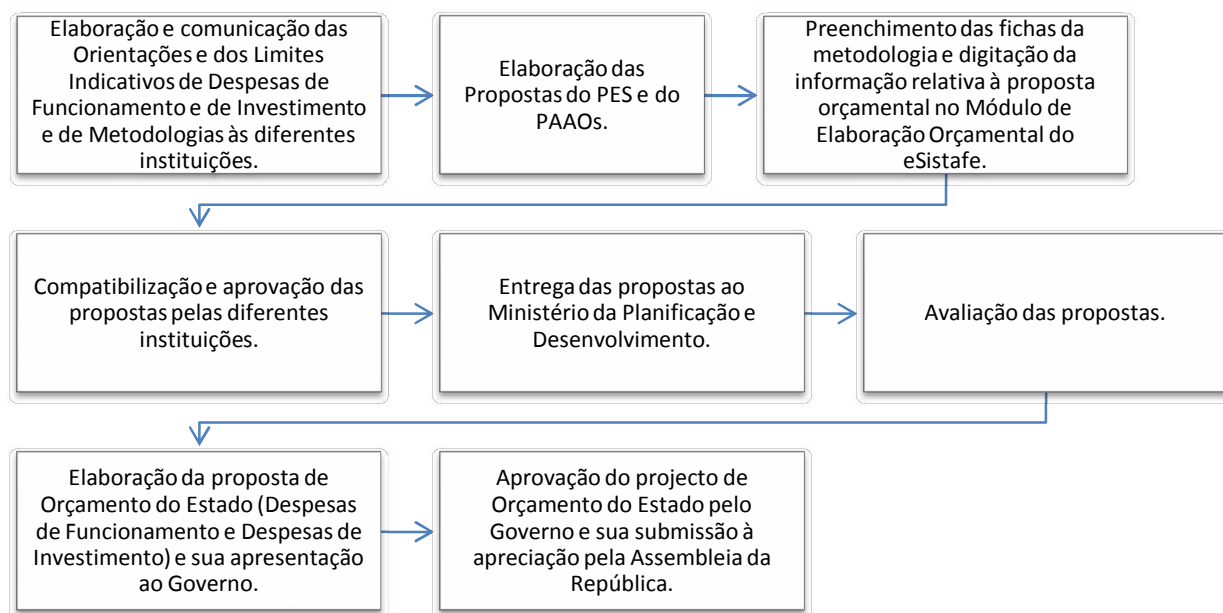 Elaboração e comunicação das
Orientações e dos Limites
Indicativos de Despesas de
Funcionamento e de Investimento
e de Metodologias às diferentes
instituições.
Elaboração das
Propostas do PES e do
PAAOs.
Preenchimento das fichas da
metodologia e digitação da
informação relativa à proposta
orçamental no Módulo de
Elaboração Orçamental do
eSistafe.
Compatibilização e aprovação das
propostas pelas diferentes
instituições.
Entrega das propostas ao
Ministério da Planificação e
Desenvolvimento.
Avaliação das propostas.
Elaboração da proposta de
Orçamento do Estado (Despesas
de Funcionamento e Despesas de
Investimento) e sua apresentação
ao Governo.
Aprovação do projecto de
Orçamento do Estado pelo
Governo e sua submissão à
apreciação pela Assembleia da
República.